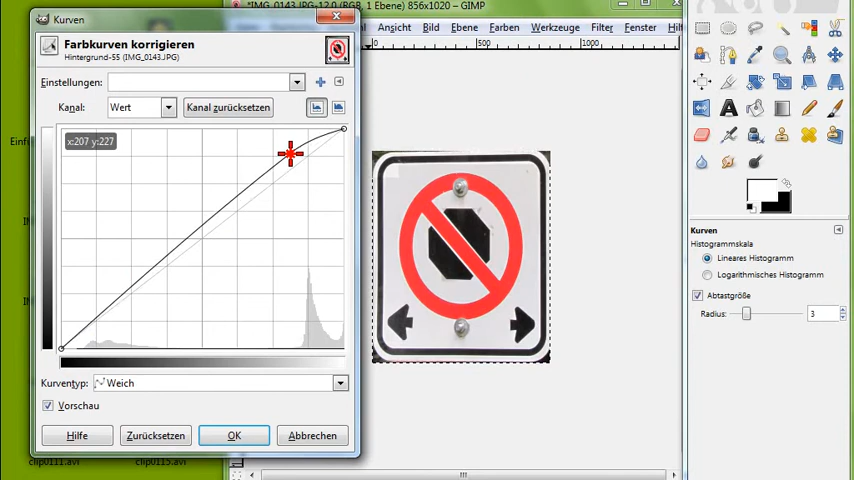 Kurven
*IMG_0143.JPG-12.0 (RGB, 1 Ebene) 856x1020 – GIMP
Farbkurven korrigieren
Hintergrund-55 (IMG_0143.JPG)
Einstellungen:
Kanal: Wert Kanal zurücksetzen
x:207 y:227
Kurventyp: Weich
Vorschau
Hilfe Zurücksetzen OK Abbrechen
Ansicht Bild Ebene Farben Werkzeuge Filter Fenster
0 500 1000
Kurven
Histogrammskala
Lineares Histogramm
Logarithmisches Histogramm
Abtastgröße
Radius: 3
clip0111.avi clip0115.avi